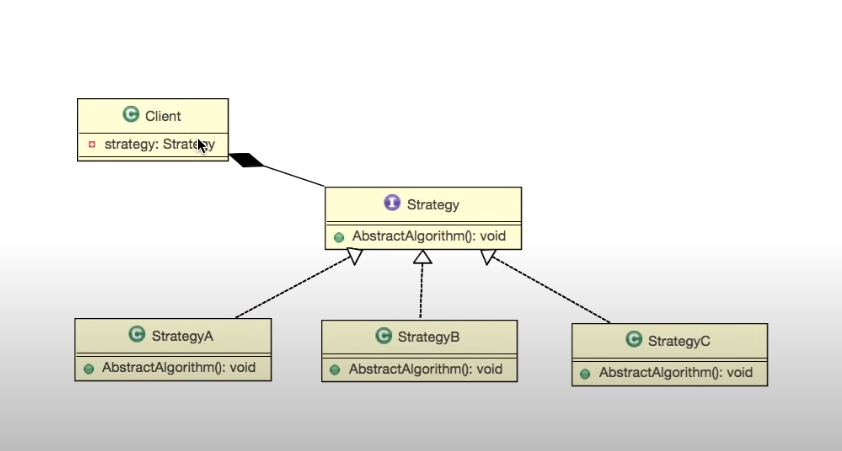 C Client
strategy: Strategy
I Strategy
AbstractAlgorithm(): void
C StrategyA
AbstractAlgorithm(): void
C StrategyB
AbstractAlgorithm(): void
C StrategyC
AbstractAlgorithm(): void